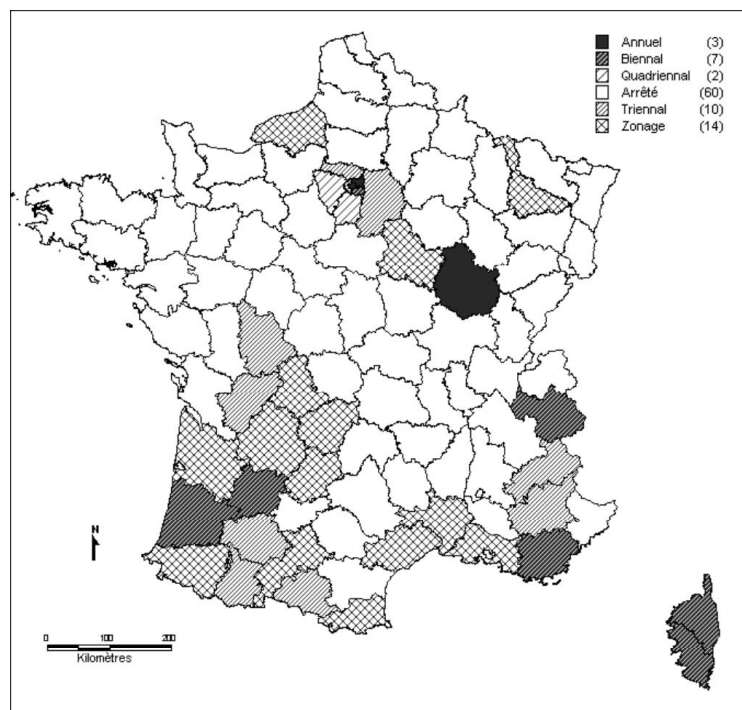 Annuel (3)
Biennal (7)
Quadriennal (2)
Arrêté (60)
Triennal (10)
Zonage (14)
N
0 100 200
Kilomètres